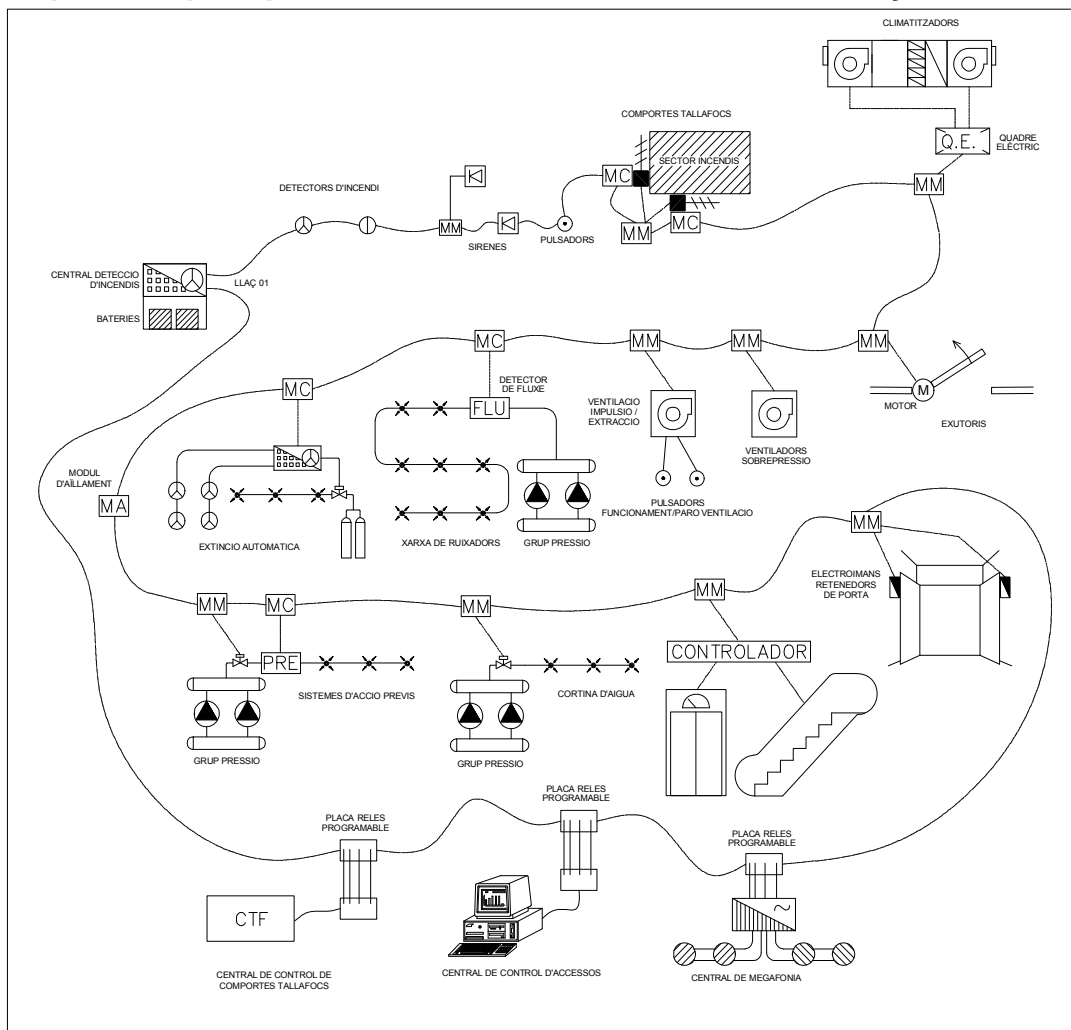 CLIMATITZADORS
Q.E.
QUADRE
ELÈCTRIC
COMPORTES TALLAFOCS
SECTOR INCENDIS
MC
MM
DETECTORS D'INCENDI
MM
SIRENES
PULSADORS
MM
MC
CENTRAL DETECCIO
D'INCENDIS
LLAÇ 01
BATERIES
MC
MM
MM
MM
MC
DETECTOR
DE FLUXE
FLU
VENTILACIO
IMPULSIO /
EXTRACCIO
M
MOTOR
EXUTORIS
VENTILADORS
SOBREPRESSIO
MODUL
D'AÏLLAMENT
MA
PULSADORS
FUNCIONAMENT/PARO VENTILACIO
EXTINCIO AUTOMATICA
XARXA DE RUIXADORS
GRUP PRESSIO
MM
ELECTROIMANS
RETENEDORS
DE PORTA
MM
MC
MM
MM
CONTROLADOR
PRE
SISTEMES D'ACCIO PREVIS
CORTINA D'AIGUA
GRUP PRESSIO
GRUP PRESSIO
PLACA RELES
PROGRAMABLE
PLACA RELES
PROGRAMABLE
PLACA RELES
PROGRAMABLE
CTF
CENTRAL DE CONTROL DE
COMPORTES TALLAFOCS
CENTRAL DE CONTROL D'ACCESSOS
CENTRAL DE MEGAFONIA